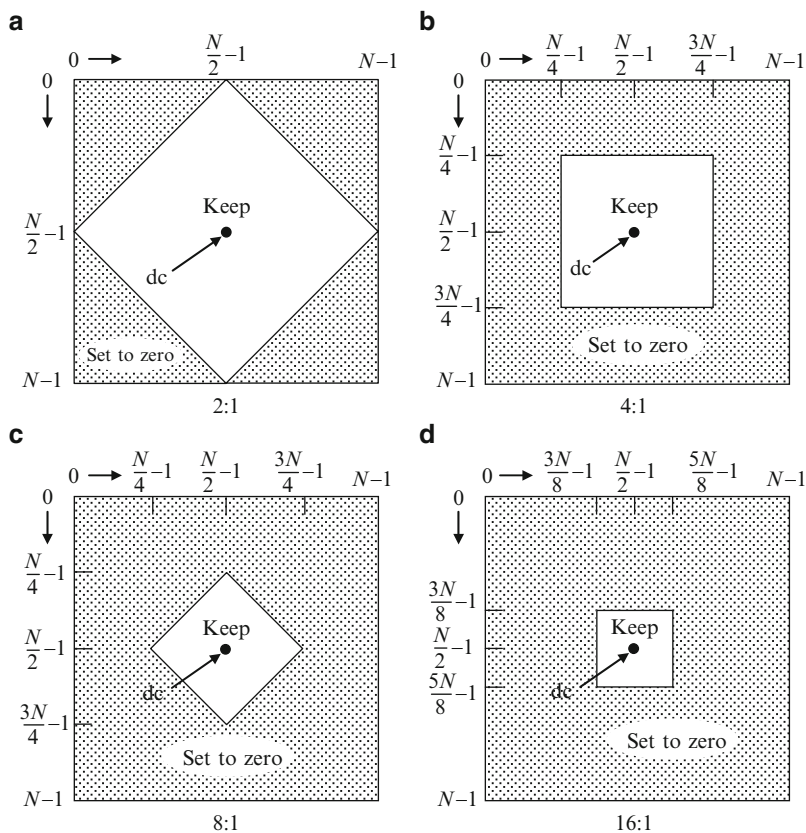 a
0 N/2 −1 N−1
0
N/2 −1
Keep
dc
Set to zero
N−1
2:1
b
0 N/4 −1 N/2 −1 3N/4 −1 N−1
0
N/4 −1
N/2 −1
3N/4 −1
Keep
dc
Set to zero
N−1
4:1
c
0 N/4 −1 N/2 −1 3N/4 −1 N−1
0
N/4 −1
N/2 −1
3N/4 −1
Keep
dc
Set to zero
N−1
8:1
d
0 3N/8 −1 N/2 −1 5N/8 −1 N−1
0
3N/8 −1
N/2 −1
5N/8 −1
Keep
dc
Set to zero
N−1
16:1